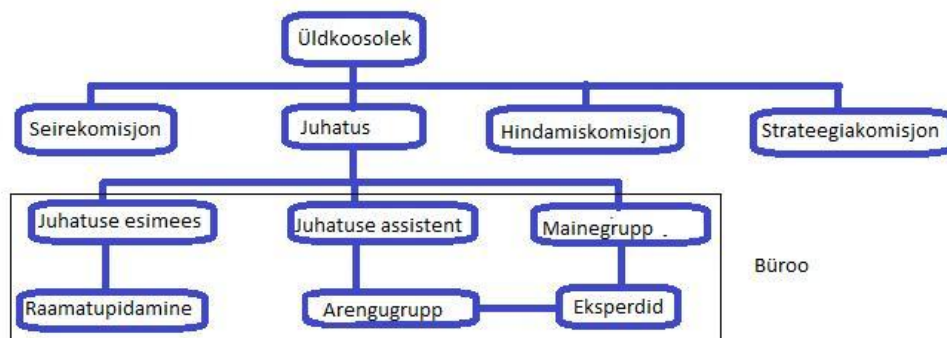 Üldkoosolek
Seirekomisjon
Juhatus
Hindamiskomisjon
Strateegiakomisjon
Juhatuse esimees
Juhatuse assistent
Mainegrupp .
Büroo
Raamatupidamine
Arengugrupp
Eksperdid